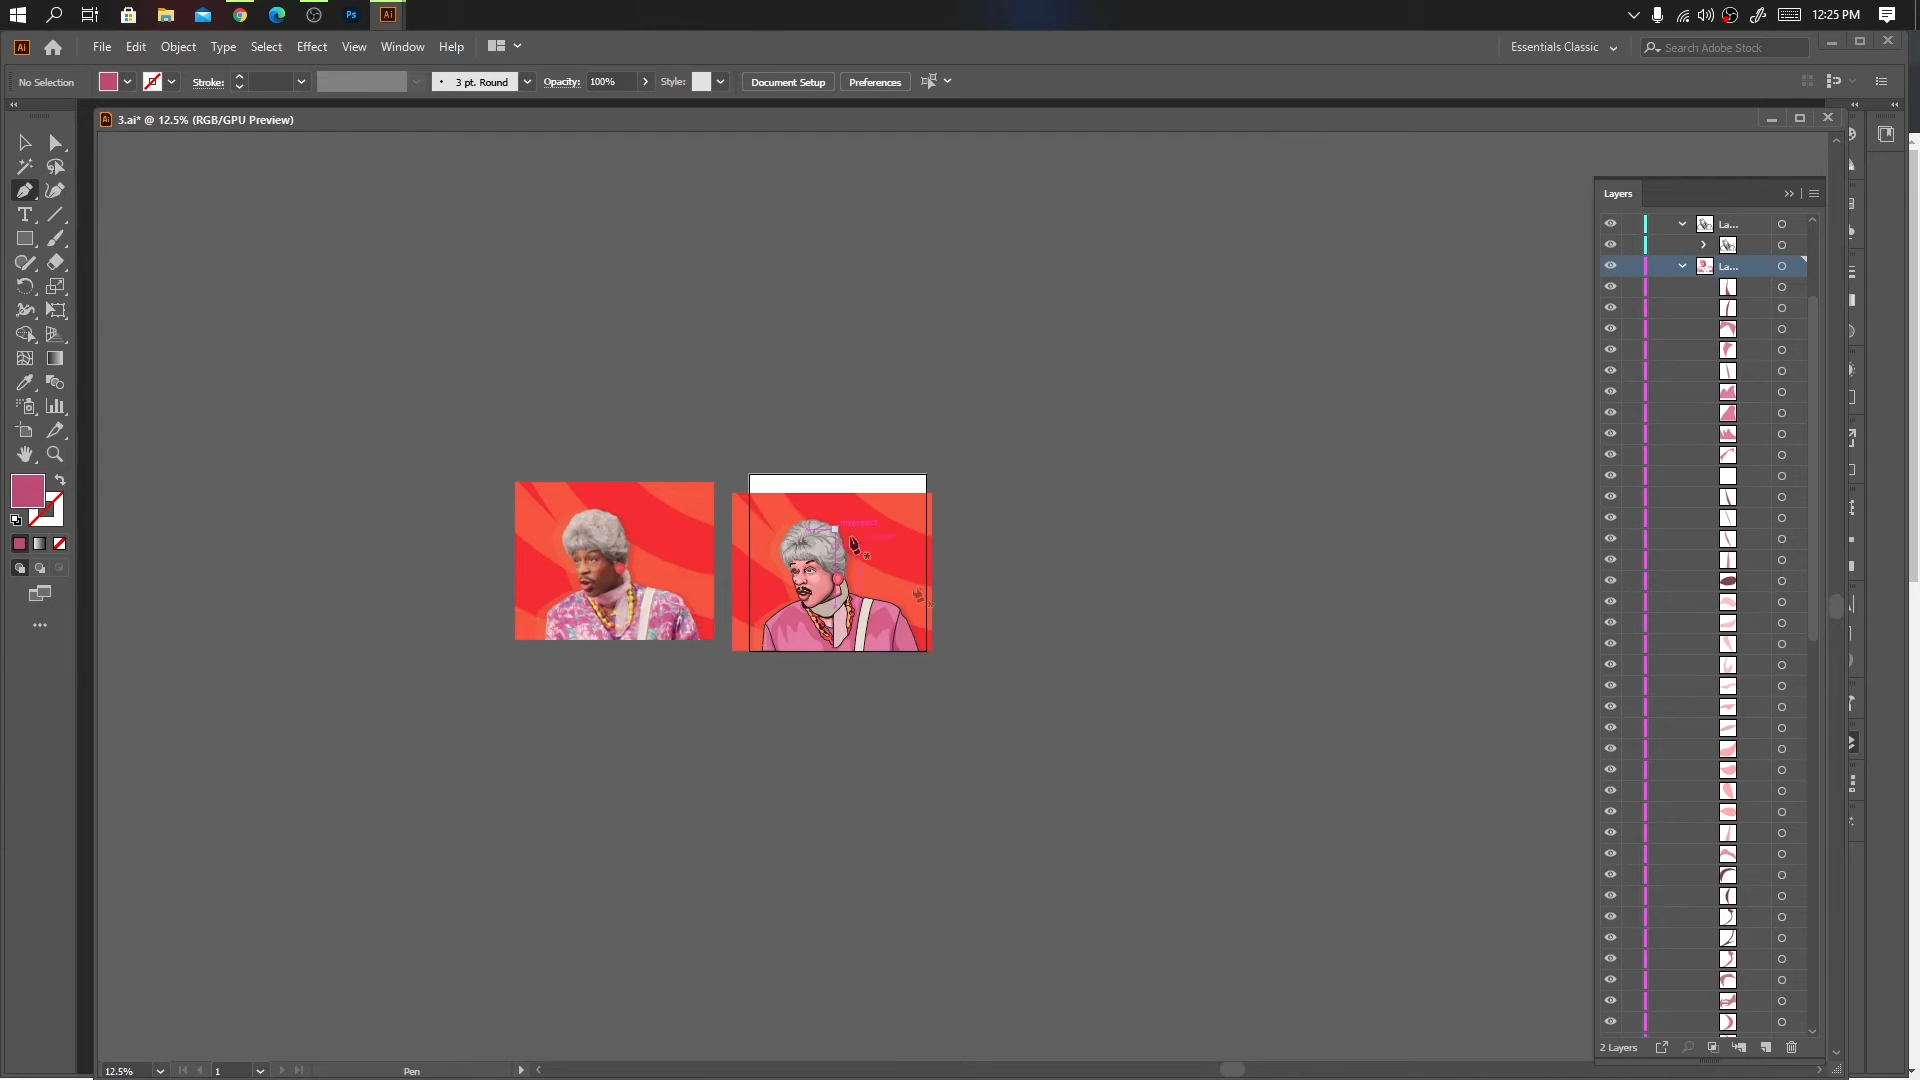 Ps
Ai
12:25 PM
Ai
File
Edit
Object
Type
Select
Effect
View
Window
Help
Essentials Classic
Search Adobe Stock
No Selection
Stroke:
3 pt. Round
Opacity:
100%
Style:
Document Setup
Preferences
3.ai* @ 12.5% (RGB/GPU Preview)
Layers
La...
La...
2 Layers
12.5%
1
Pen